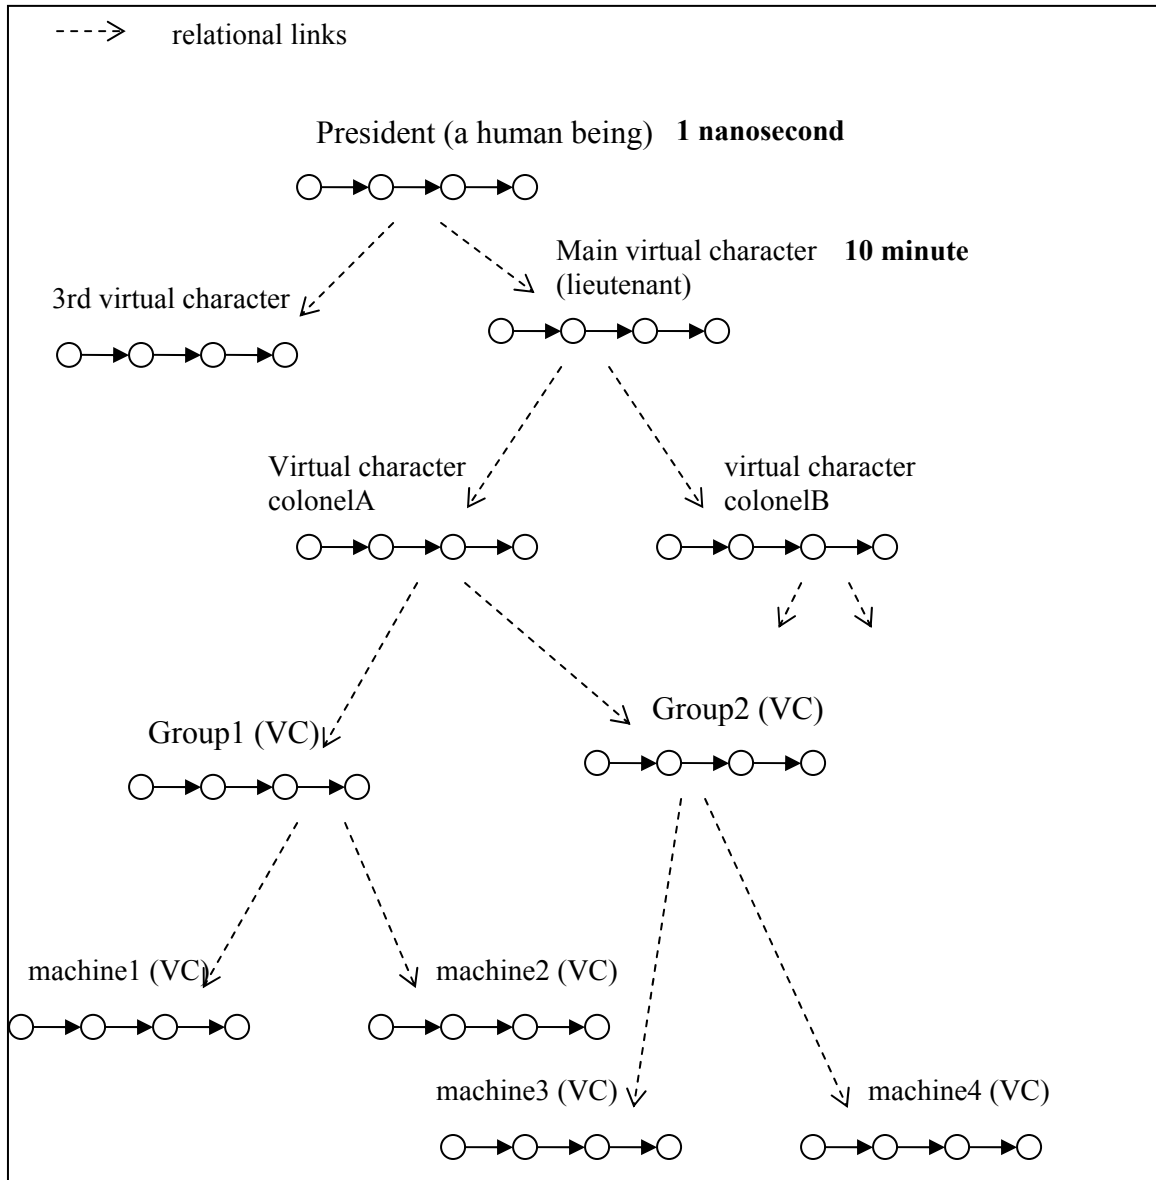 relational links
President (a human being) 1 nanosecond
Main virtual character 10 minute
(lieutenant)
3rd virtual character
Virtual character
colonelA
virtual character
colonelB
Group1 (VC)
Group2 (VC)
machine1 (VC)
machine2 (VC)
machine3 (VC)
machine4 (VC)